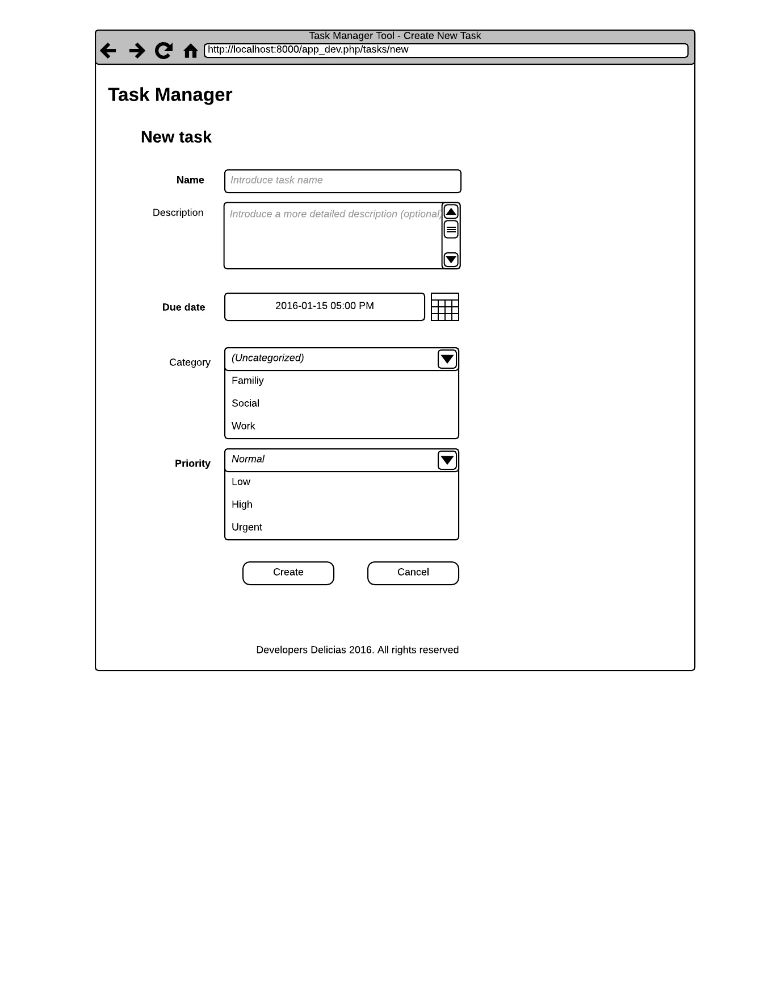 Task Manager Tool - Create New Task
http://localhost:8000/app_dev.php/tasks/new
Task Manager
New task
Name
Introduce task name
Description
Introduce a more detailed description (optional)
Due date
2016-01-15 05:00 PM
Category
(Uncategorized)
Familiy
Social
Work
Priority
Normal
Low
High
Urgent
Create
Cancel
Developers Delicias 2016. All rights reserved